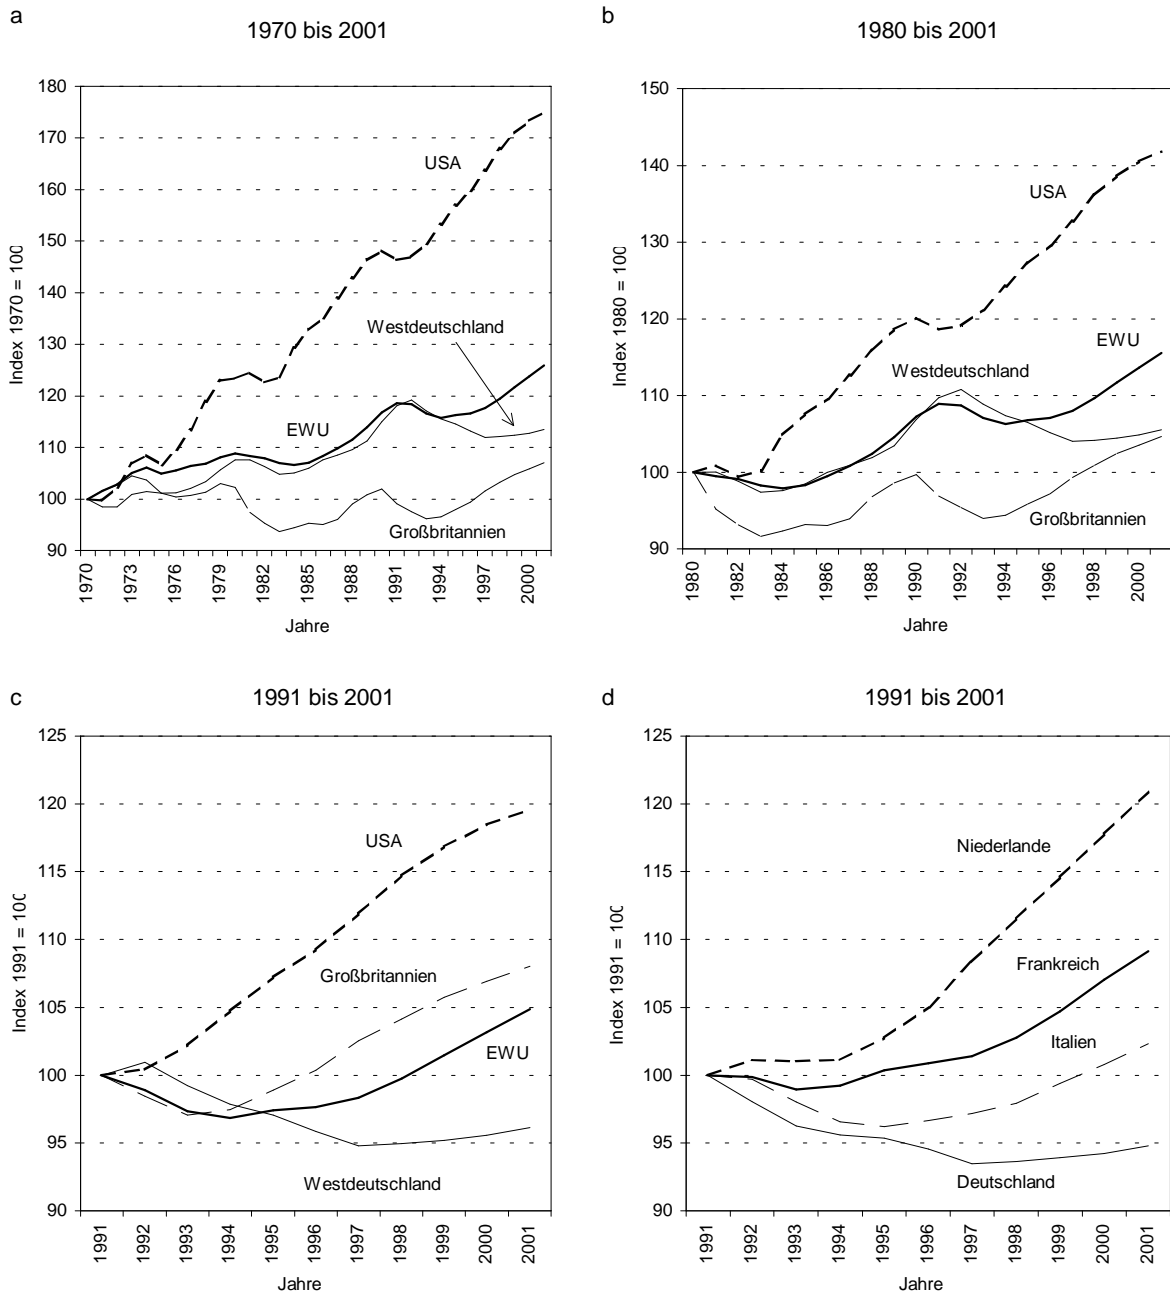 a
1970 bis 2001
180
170
160
150
140
130
120
110
100
90
Index 1970 = 100
USA
Westdeutschland
EWU
Großbritannien
1970
1973
1976
1979
1982
1985
1988
1991
1994
1997
2000
Jahre
b
1980 bis 2001
150
140
130
120
110
100
90
Index 1980 = 100
USA
EWU
Westdeutschland
Großbritannien
1980
1982
1984
1986
1988
1990
1992
1994
1996
1998
2000
Jahre
c
1991 bis 2001
125
120
115
110
105
100
95
90
Index 1991 = 100
USA
Großbritannien
EWU
Westdeutschland
1991
1992
1993
1994
1995
1996
1997
1998
1999
2000
2001
Jahre
d
1991 bis 2001
125
120
115
110
105
100
95
90
Index 1991 = 100
Niederlande
Frankreich
Italien
Deutschland
1991
1992
1993
1994
1995
1996
1997
1998
1999
2000
2001
Jahre